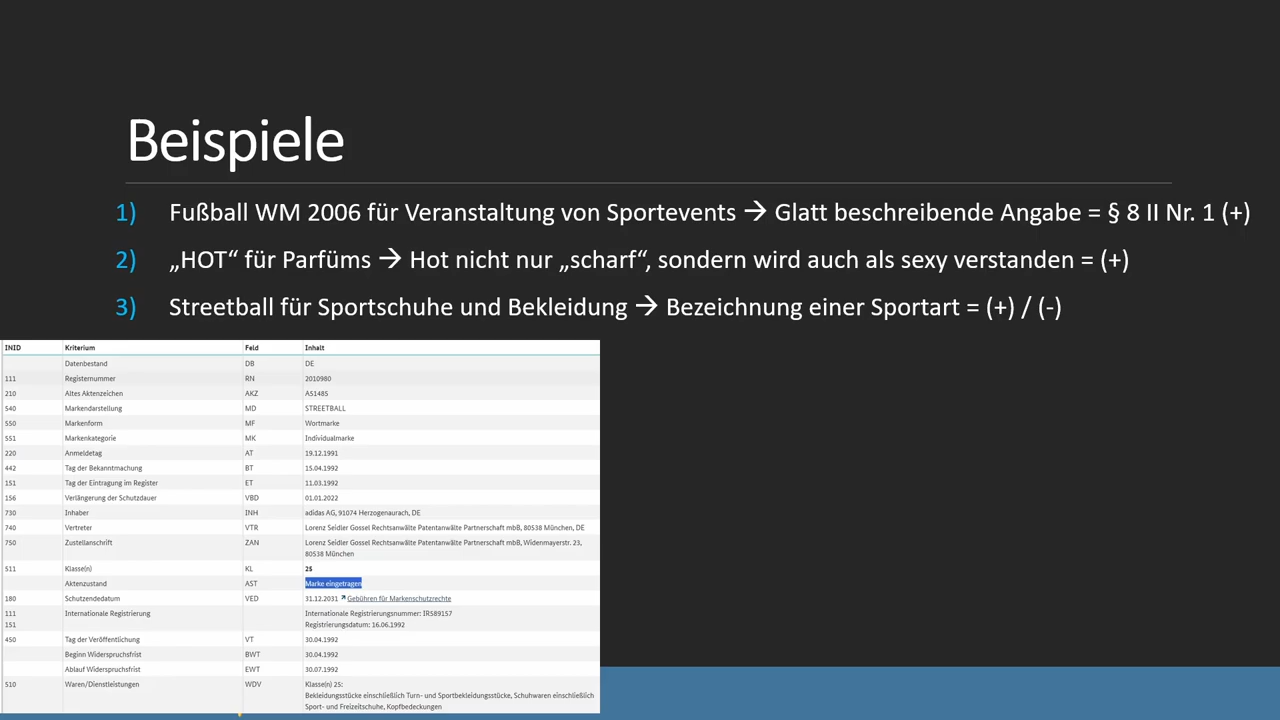 Beispiele
1) Fußball WM 2006 für Veranstaltung von Sportevents → Glatt beschreibende Angabe = § 8 II Nr. 1 (+)
2) „HOT“ für Parfüms → Hot nicht nur „scharf“, sondern wird auch als sexy verstanden = (+)
3) Streetball für Sportschuhe und Bekleidung → Bezeichnung einer Sportart = (+) / (-)
INID Kriterium Feld Inhalt
Datenbestand DB DE
111 Registernummer RN 2010980
210 Altes Aktenzeichen AKZ A51485
540 Markendarstellung MD STREETBALL
550 Markenform MF Wortmarke
551 Markenkategorie MK Individualmarke
220 Anmeldetag AT 19.12.1991
442 Tag der Bekanntmachung BT 15.04.1992
151 Tag der Eintragung im Register ET 11.03.1992
156 Verlängerung der Schutzdauer VBD 01.01.2022
730 Inhaber INH adidas AG, 91074 Herzogenaurach, DE
740 Vertreter VTR Lorenz Seidler Gossel Rechtsanwälte Patentanwälte Partnerschaft mbB, 80538 München, DE
750 Zustellanschrift ZAN Lorenz Seidler Gossel Rechtsanwälte Patentanwälte Partnerschaft mbB, Widenmayerstr. 23,
80538 München
511 Klasse(n) KL 25
Aktenzustand AST Marke eingetragen
180 Schutzendedatum VED 31.12.2031 Gebühren für Markenschutzrechte
111 Internationale Registrierung Internationale Registrierungsnummer: IR589157
151 Registrierungsdatum: 16.06.1992
450 Tag der Veröffentlichung VT 30.04.1992
Beginn Widerspruchsfrist BWT 30.04.1992
Ablauf Widerspruchsfrist EWT 30.07.1992
510 Waren/Dienstleistungen WDV Klasse(n) 25:
Bekleidungsstücke einschließlich Turn- und Sportbekleidungsstücke, Schuhwaren einschließlich
Sport- und Freizeitschuhe, Kopfbedeckungen